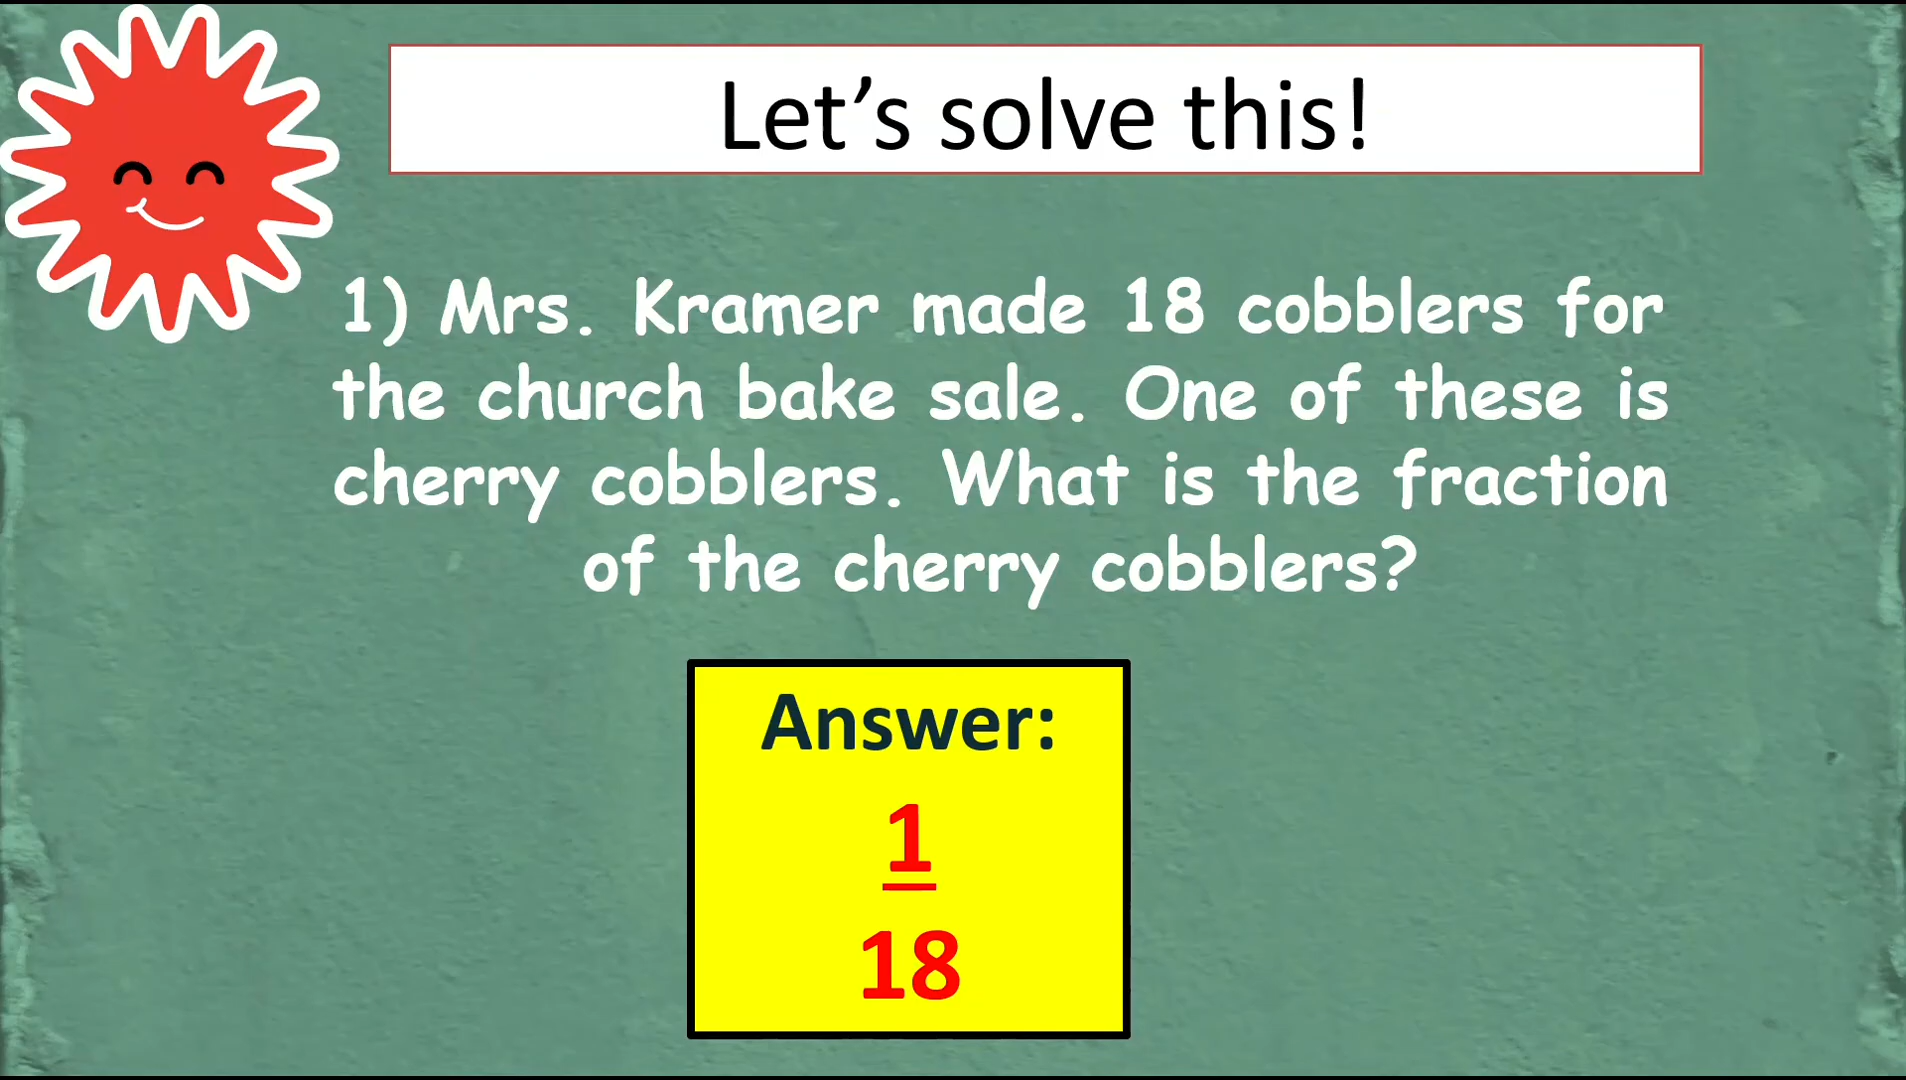 Let’s solve this!
1) Mrs. Kramer made 18 cobblers for
the church bake sale. One of these is
cherry cobblers. What is the fraction
of the cherry cobblers?
Answer:
1
18